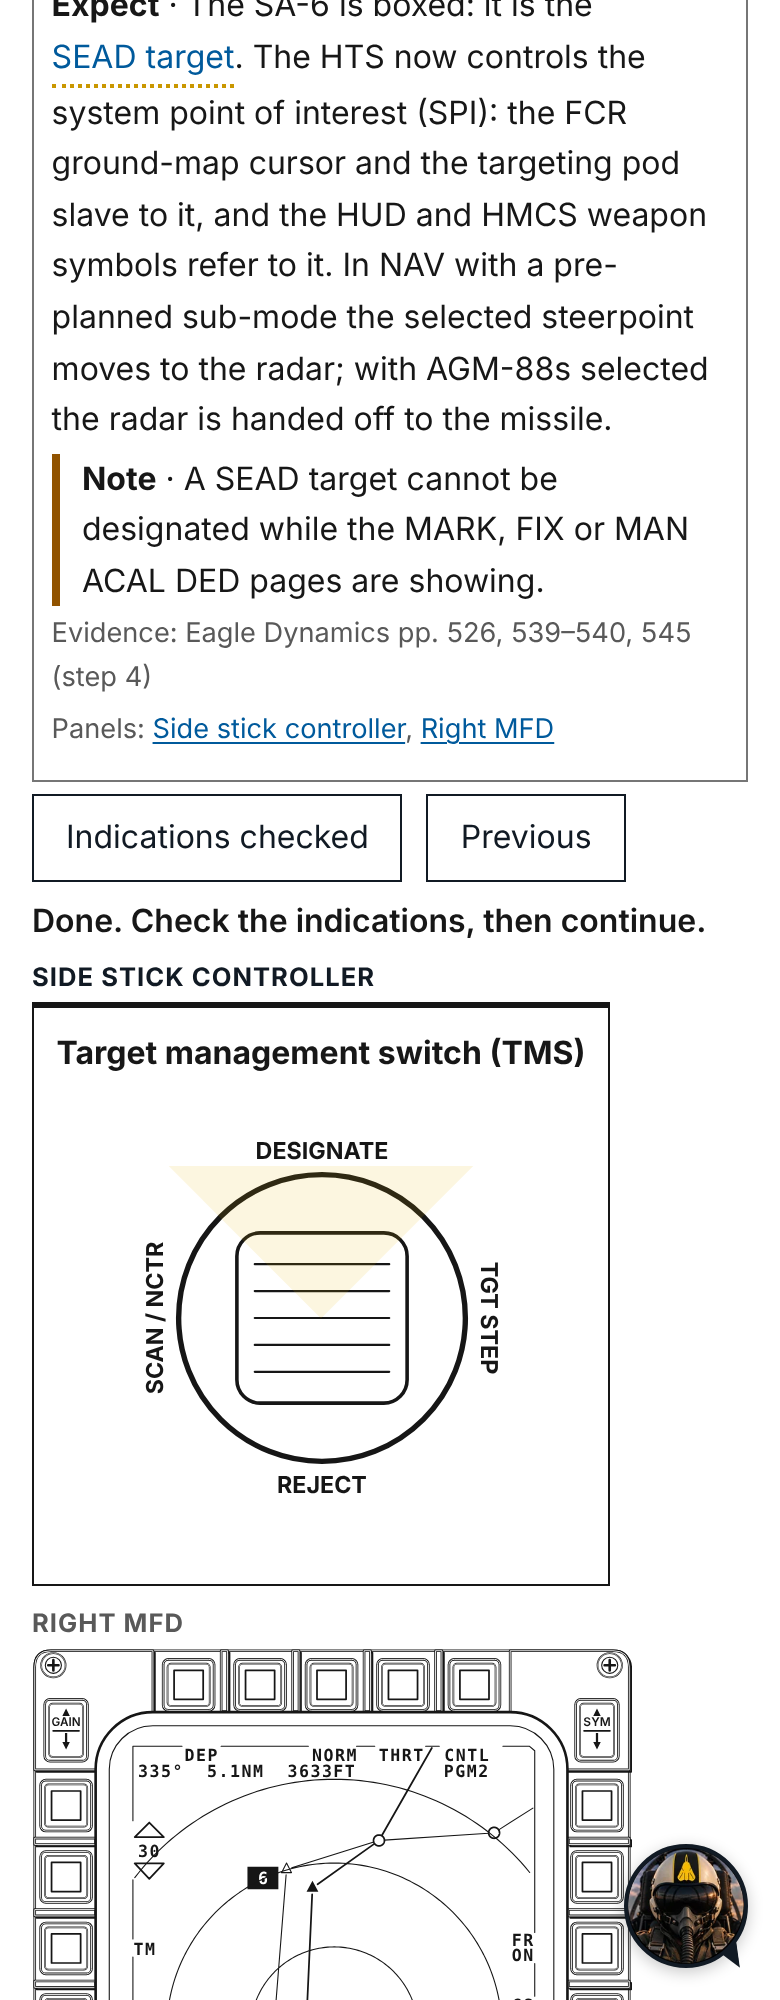 Expect · The SA-6 is boxed: it is the
SEAD target. The HTS now controls the
system point of interest (SPI): the FCR
ground-map cursor and the targeting pod
slave to it, and the HUD and HMCS weapon
symbols refer to it. In NAV with a pre-
planned sub-mode the selected steerpoint
moves to the radar; with AGM-88s selected
the radar is handed off to the missile.
Note · A SEAD target cannot be
designated while the MARK, FIX or MAN
ACAL DED pages are showing.
Evidence: Eagle Dynamics pp. 526, 539–540, 545
(step 4)
Panels: Side stick controller, Right MFD
Indications checked
Previous
Done. Check the indications, then continue.
SIDE STICK CONTROLLER
Target management switch (TMS)
DESIGNATE
SCAN / NCTR
TGT STEP
REJECT
RIGHT MFD
GAIN
SYM
DEP NORM THRT CNTL
335° 5.1NM 3633FT PGM2
30
6
TM
FR
ON